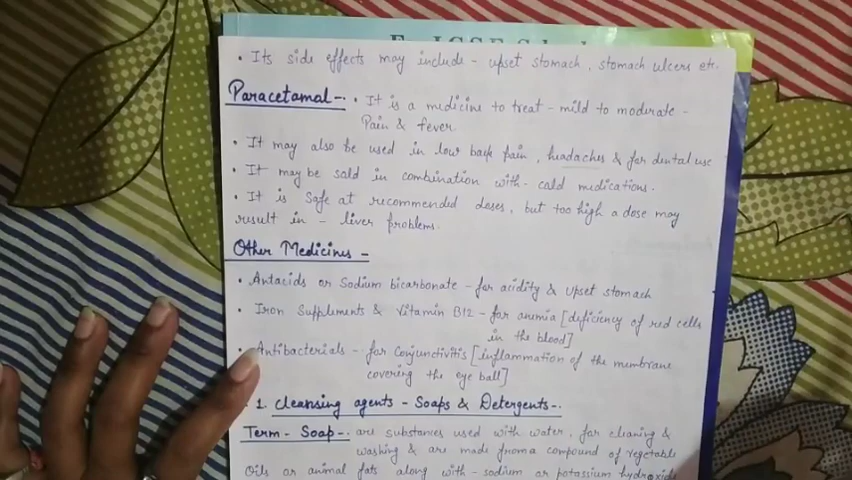 • Its side effects may include - upset stomach, stomach ulcers etc.
Paracetamal-. • It is a medicine to treat - mild to moderate -
Pain & fever.
• It may also be used in low back pain, headaches & for dental use
• It may be sold in combination with - cold medications.
• It is safe at recommended doses, but too high a dose may
result in - liver problems.
Other Medicines -
• Antacids or Sodium bicarbonate - for acidity & upset stomach
• Iron Supplements & vitamin B12 - for anemia [deficiency of red cells
in the blood]
• Antibacterials - for Conjunctivitis [inflammation of the membrane
covering the eye ball]
• 1. Cleansing agents - Soaps & Detergents-.
Term - Soap-. are substances used with water, for cleaning &
washing & are made from a compound of vegetable
Oils or animal fats along with - sodium or potassium hydroxide